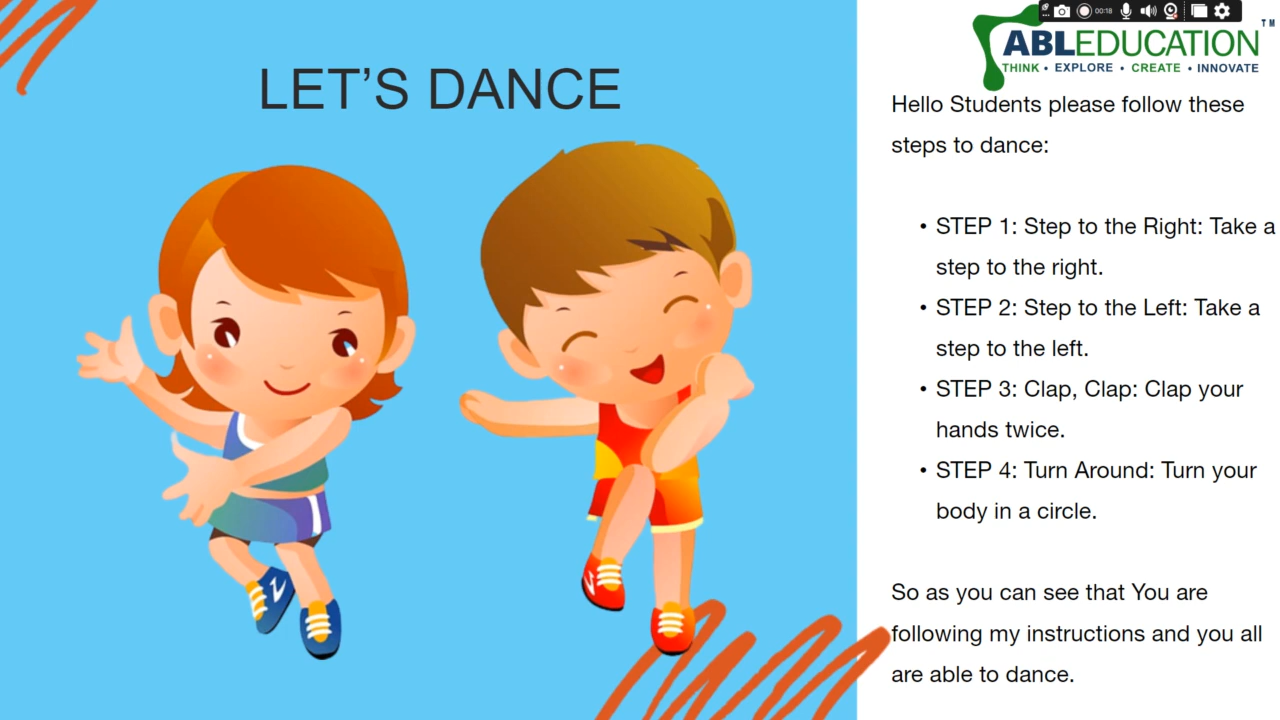 00:18
LET’S DANCE
ABLEDUCATION TM
THINK • EXPLORE • CREATE • INNOVATE
Hello Students please follow these
steps to dance:
• STEP 1: Step to the Right: Take a
step to the right.
• STEP 2: Step to the Left: Take a
step to the left.
• STEP 3: Clap, Clap: Clap your
hands twice.
• STEP 4: Turn Around: Turn your
body in a circle.
So as you can see that You are
following my instructions and you all
are able to dance.